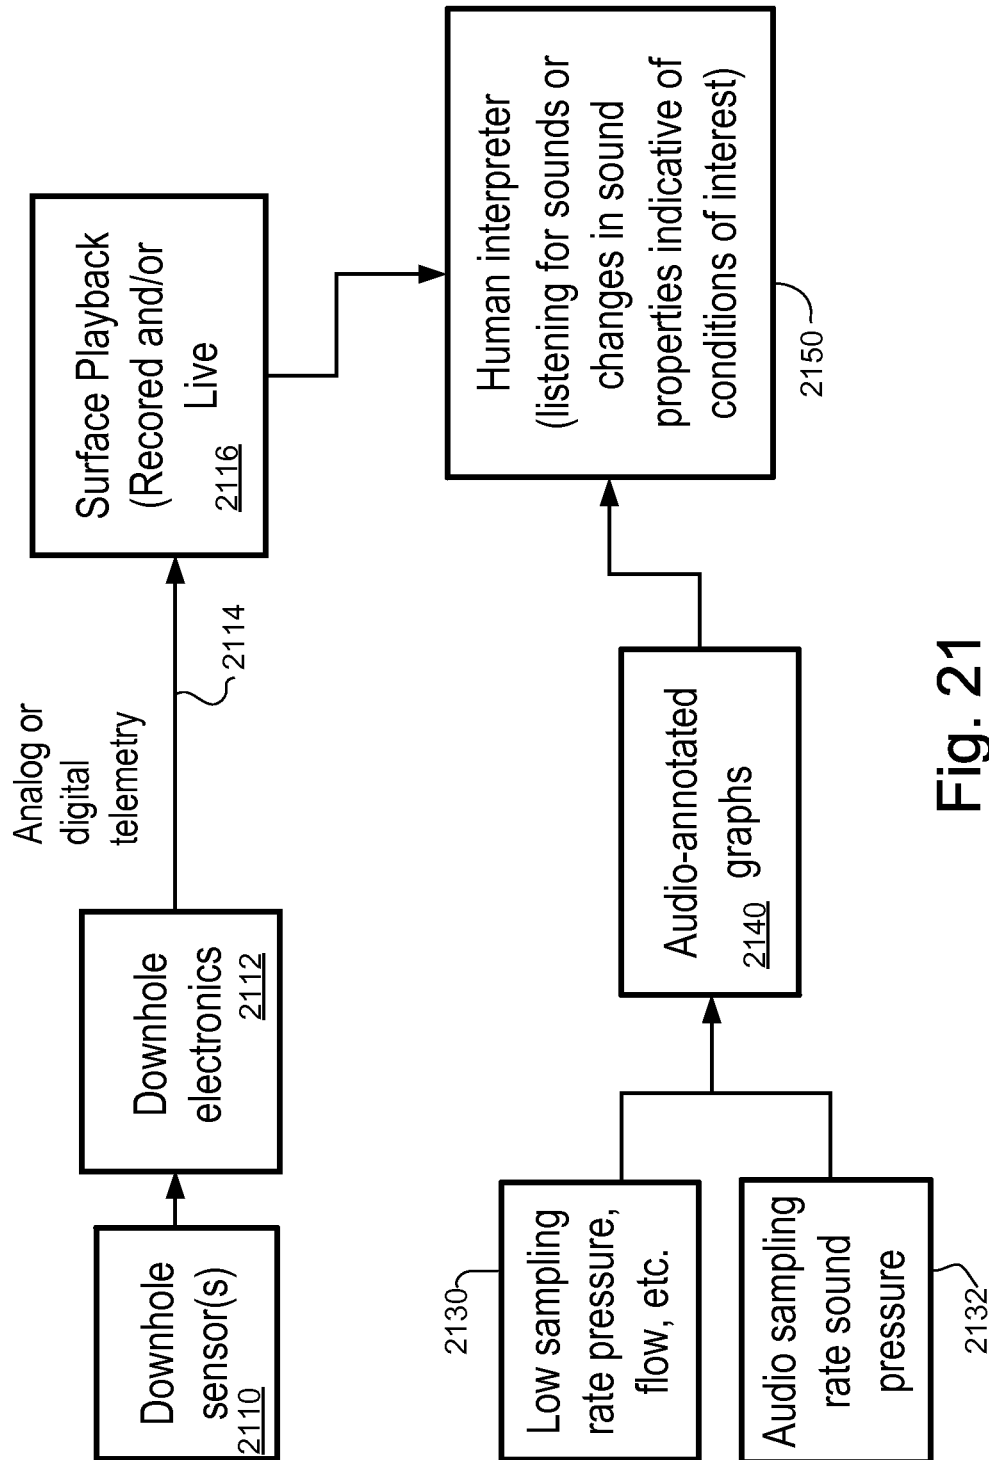 Downhole
sensor(s)
2110
Downhole
electronics
2112
Analog or
digital
telemetry
2114
Surface Playback
(Recored and/or
Live
2116
2130
Low sampling
rate pressure,
flow, etc.
Audio sampling
rate sound
pressure
2132
Audio-annotated
graphs
2140
Human interpreter
(listening for sounds or
changes in sound
properties indicative of
conditions of interest)
2150
Fig. 21